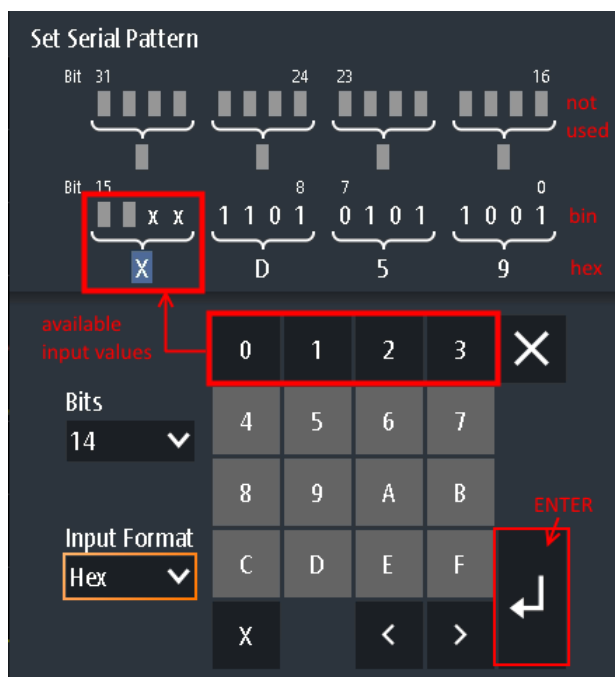 Set Serial Pattern
Bit 31 24 23 16
not
used
Bit 15 8 7 0
x x 1 1 0 1 0 1 0 1 1 0 0 1 bin
X D 5 9 hex
available
input values
0 1 2 3 X
Bits
14
4 5 6 7
8 9 A B
ENTER
Input Format
Hex
C D E F
X < >